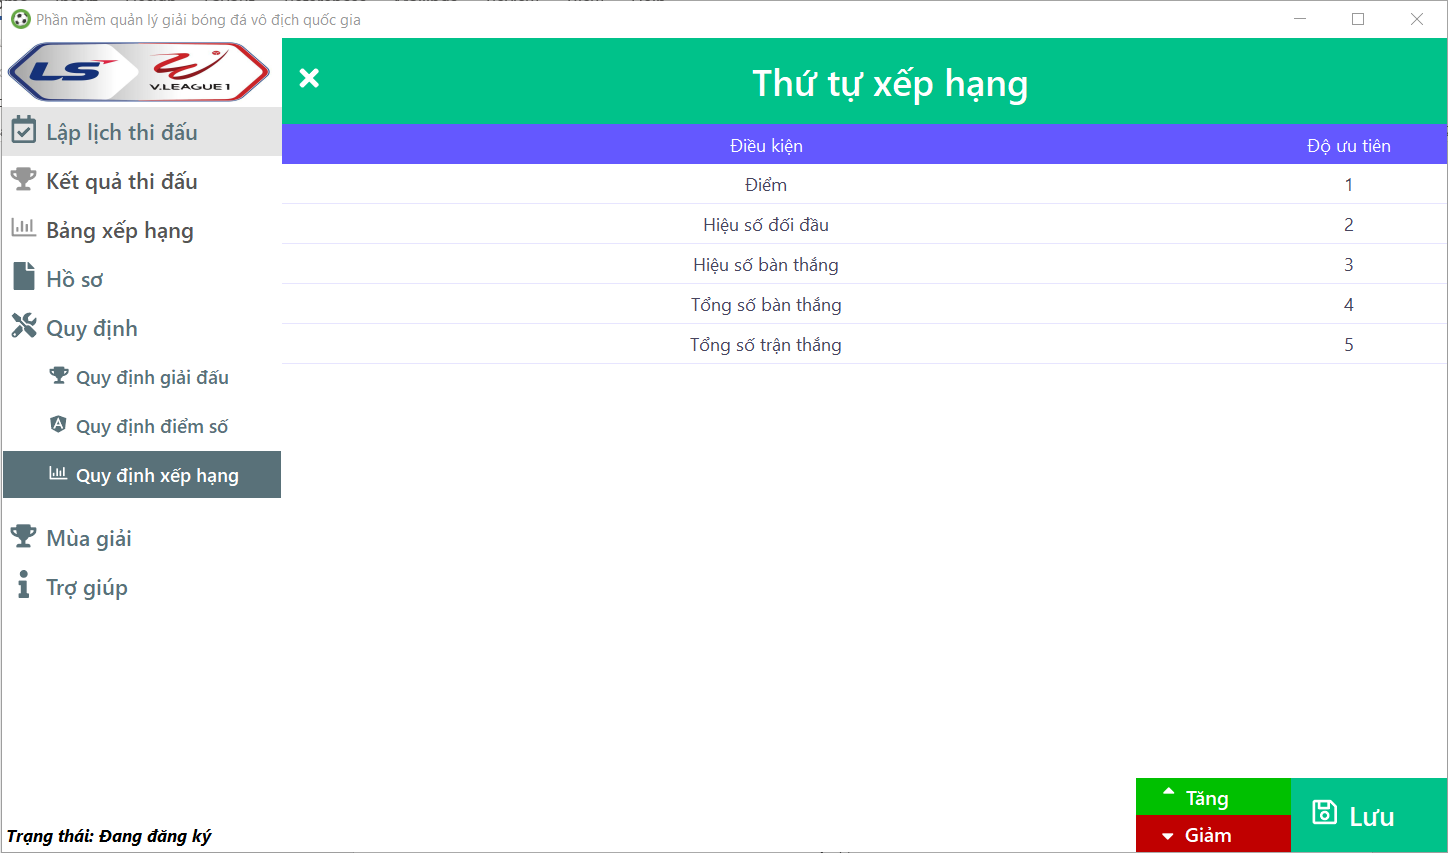 Phần mềm quản lý giải bóng đá vô địch quốc gia
LS V.LEAGUE 1
Thứ tự xếp hạng
Lập lịch thi đấu
Kết quả thi đấu
Bảng xếp hạng
Hồ sơ
Quy định
Quy định giải đấu
Quy định điểm số
Quy định xếp hạng
Mùa giải
Trợ giúp
Trạng thái: Đang đăng ký
Điều kiện Độ ưu tiên
Điểm 1
Hiệu số đối đầu 2
Hiệu số bàn thắng 3
Tổng số bàn thắng 4
Tổng số trận thắng 5
Tăng
Giảm
Lưu